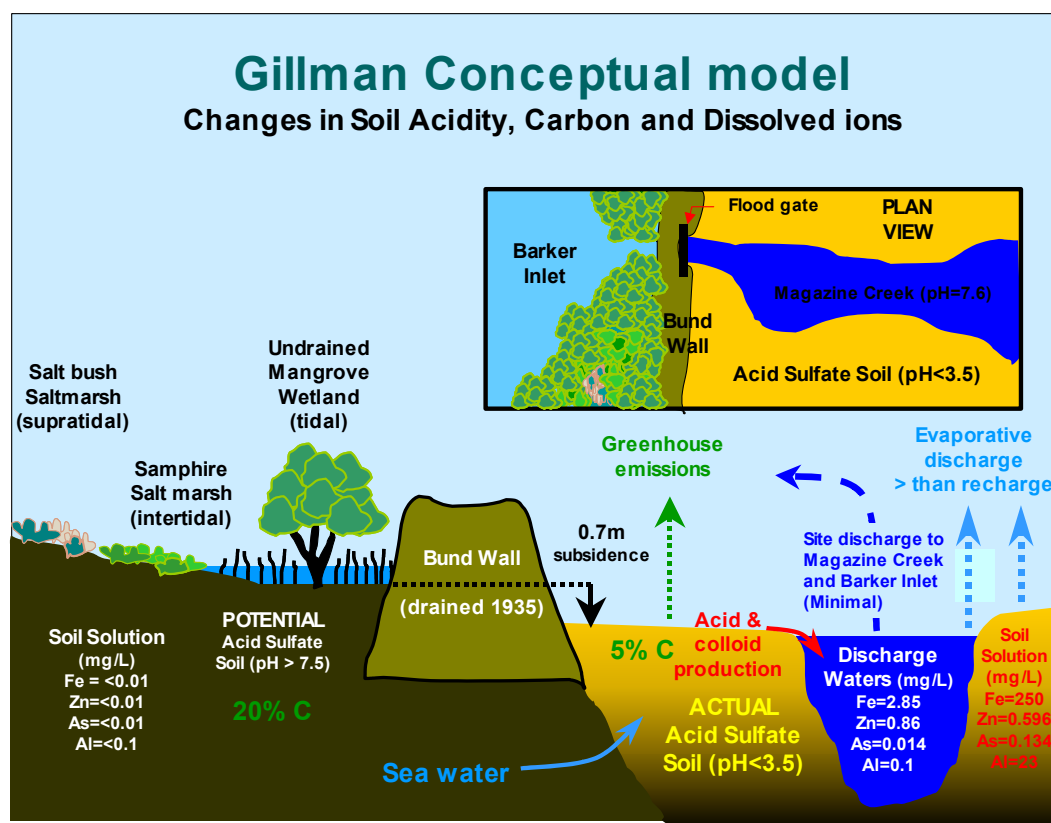 Gillman Conceptual model
Changes in Soil Acidity, Carbon and Dissolved ions
Flood gate
PLAN
VIEW
Barker
Inlet
Magazine Creek (pH=7.6)
Bund
Wall
Acid Sulfate Soil (pH<3.5)
Salt bush
Saltmarsh
(supratidal)
Undrained
Mangrove
Wetland
(tidal)
Samphire
Salt marsh
(intertidal)
Greenhouse
emissions
Evaporative
discharge
> than recharge
0.7m
subsidence
Site discharge to
Magazine Creek
and Barker Inlet
(Minimal)
Bund Wall
(drained 1935)
POTENTIAL
Acid Sulfate
Soil (pH > 7.5)
20% C
Soil Solution
(mg/L)
Fe = <0.01
Zn=<0.01
As=<0.01
Al=<0.1
5% C
Acid &
colloid
production
ACTUAL
Acid Sulfate
Soil (pH<3.5)
Sea water
Discharge
Waters (mg/L)
Fe=2.85
Zn=0.86
As=0.014
Al=0.1
Soil
Solution
(mg/L)
Fe=250
Zn=0.596
As=0.134
Al=23